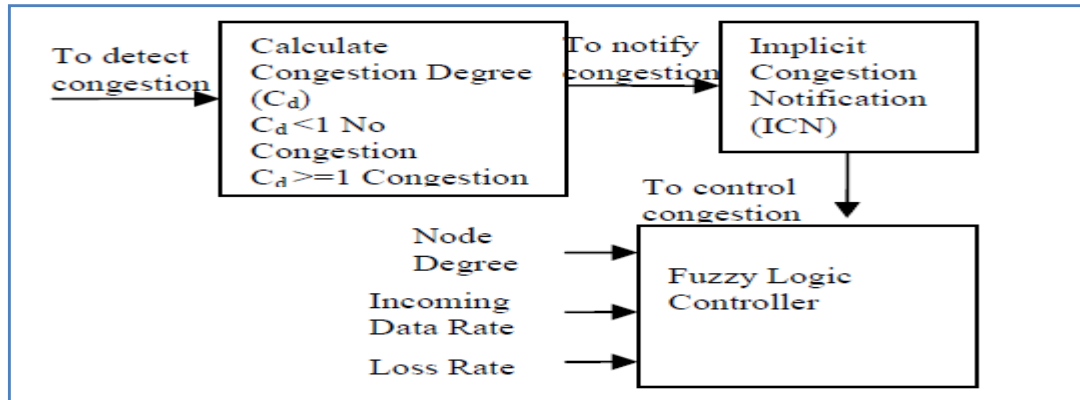 To detect
congestion
Calculate
Congestion Degree
(Cd)
Cd<1 No
Congestion
Cd>=1 Congestion
To notify
congestion
Implicit
Congestion
Notification
(ICN)
To control
congestion
Node
Degree
Incoming
Data Rate
Loss Rate
Fuzzy Logic
Controller